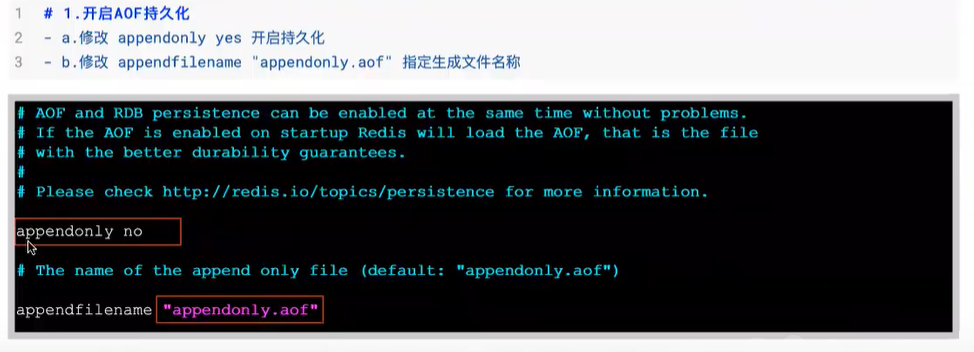 1 # 1.开启AOF持久化
2 - a.修改 appendonly yes 开启持久化
3 - b.修改 appendfilename "appendonly.aof" 指定生成文件名称
# AOF and RDB persistence can be enabled at the same time without problems.
# If the AOF is enabled on startup Redis will load the AOF, that is the file
# with the better durability guarantees.
#
# Please check http://redis.io/topics/persistence for more information.
appendonly no
# The name of the append only file (default: "appendonly.aof")
appendfilename "appendonly.aof"